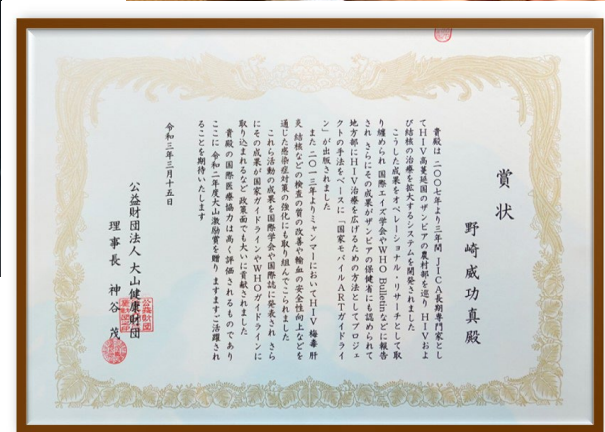 賞状
野崎威功真殿
貴殿は 二〇〇七年より三年間 JICA長期専門家とし
てHIV高蔓延国のザンビアの農村部を巡り HIVおよ
び結核の治療を拡大するシステムを開発されました
こうした成果をオペレーショナル・リサーチとして取
り纏められ 国際エイズ学会やWHO Bulletinなどに報告
され さらにその成果がザンビアの保健省にも認められて
地方部にHIV治療を広げるための方法としてプロジェ
クトの手法をベースに「国家モバイルARTガイドライ
ン」が出版されました
また 二〇一三年よりミャンマーにおいてHIV 梅毒 肝
炎 結核などの検査の質の改善や輸血の安全性向上などを
通じた感染症対策の強化にも取り組んでこられました
これら活動の成果を国際学会や国際誌に発表され さら
にその成果が国家ガイドラインやWHOガイドラインに
取り込まれるなど 政策面でも大いに貢献されました
貴殿の国際医療協力は高く評価されるものであり
ここに 令和二年度大山激励賞を贈り ますますご活躍され
ることを期待いたします
令和三年三月十五日
公益財団法人 大山健康財団
理事長 神谷 茂